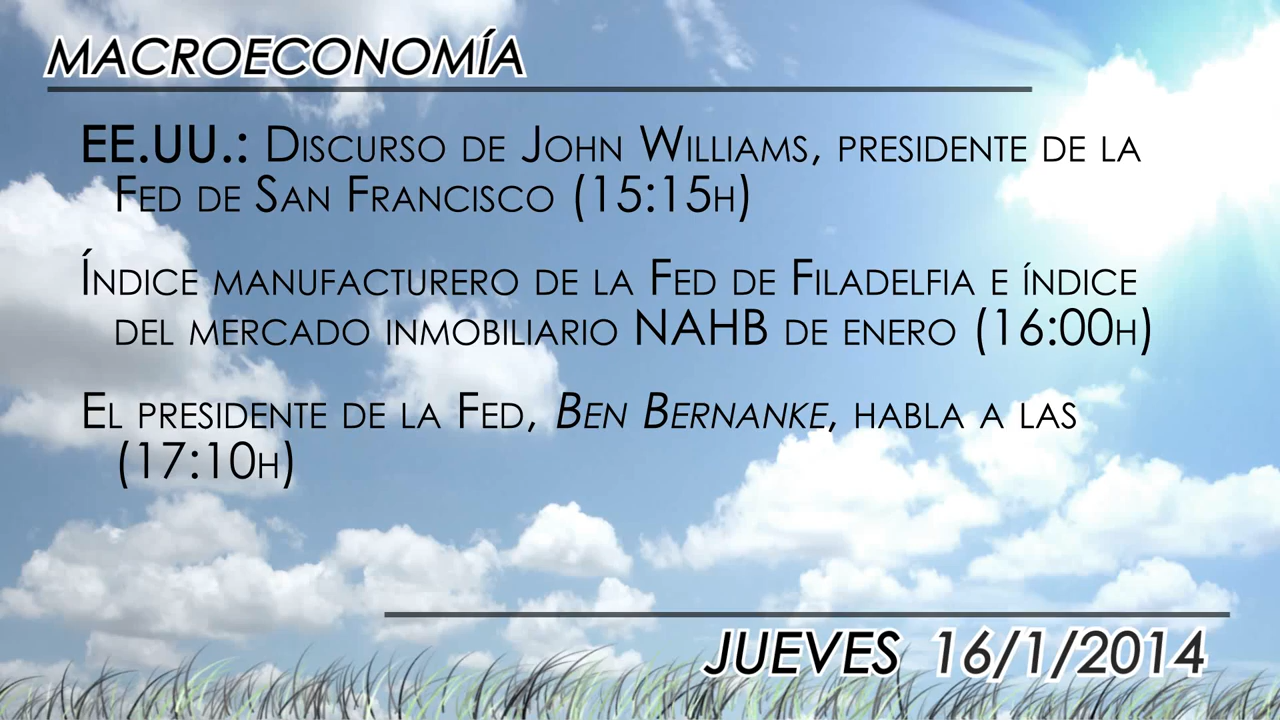 MACROECONOMÍA
EE.UU.: Discurso de John Williams, presidente de la
Fed de San Francisco (15:15h)
Índice manufacturero de la Fed de Filadelfia e índice
del mercado inmobiliario NAHB de enero (16:00h)
El presidente de la Fed, Ben Bernanke, habla a las
(17:10h)
JUEVES 16/1/2014